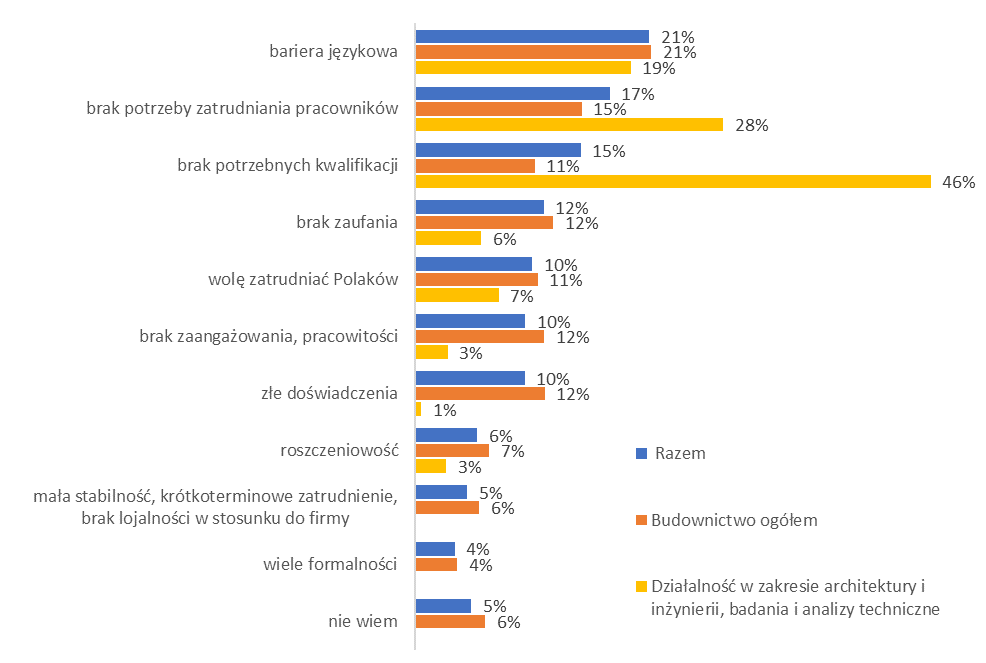 bariera językowa
21%
21%
19%
brak potrzeby zatrudniania pracowników
17%
15%
28%
brak potrzebnych kwalifikacji
15%
11%
46%
brak zaufania
12%
12%
6%
wolę zatrudniać Polaków
10%
11%
7%
brak zaangażowania, pracowitości
10%
12%
3%
złe doświadczenia
10%
12%
1%
roszczeniowość
6%
7%
3%
mała stabilność, krótkoterminowe zatrudnienie,
brak lojalności w stosunku do firmy
5%
6%
wiele formalności
4%
4%
nie wiem
5%
6%
Razem
Budownictwo ogółem
Działalność w zakresie architektury i
inżynierii, badania i analizy techniczne